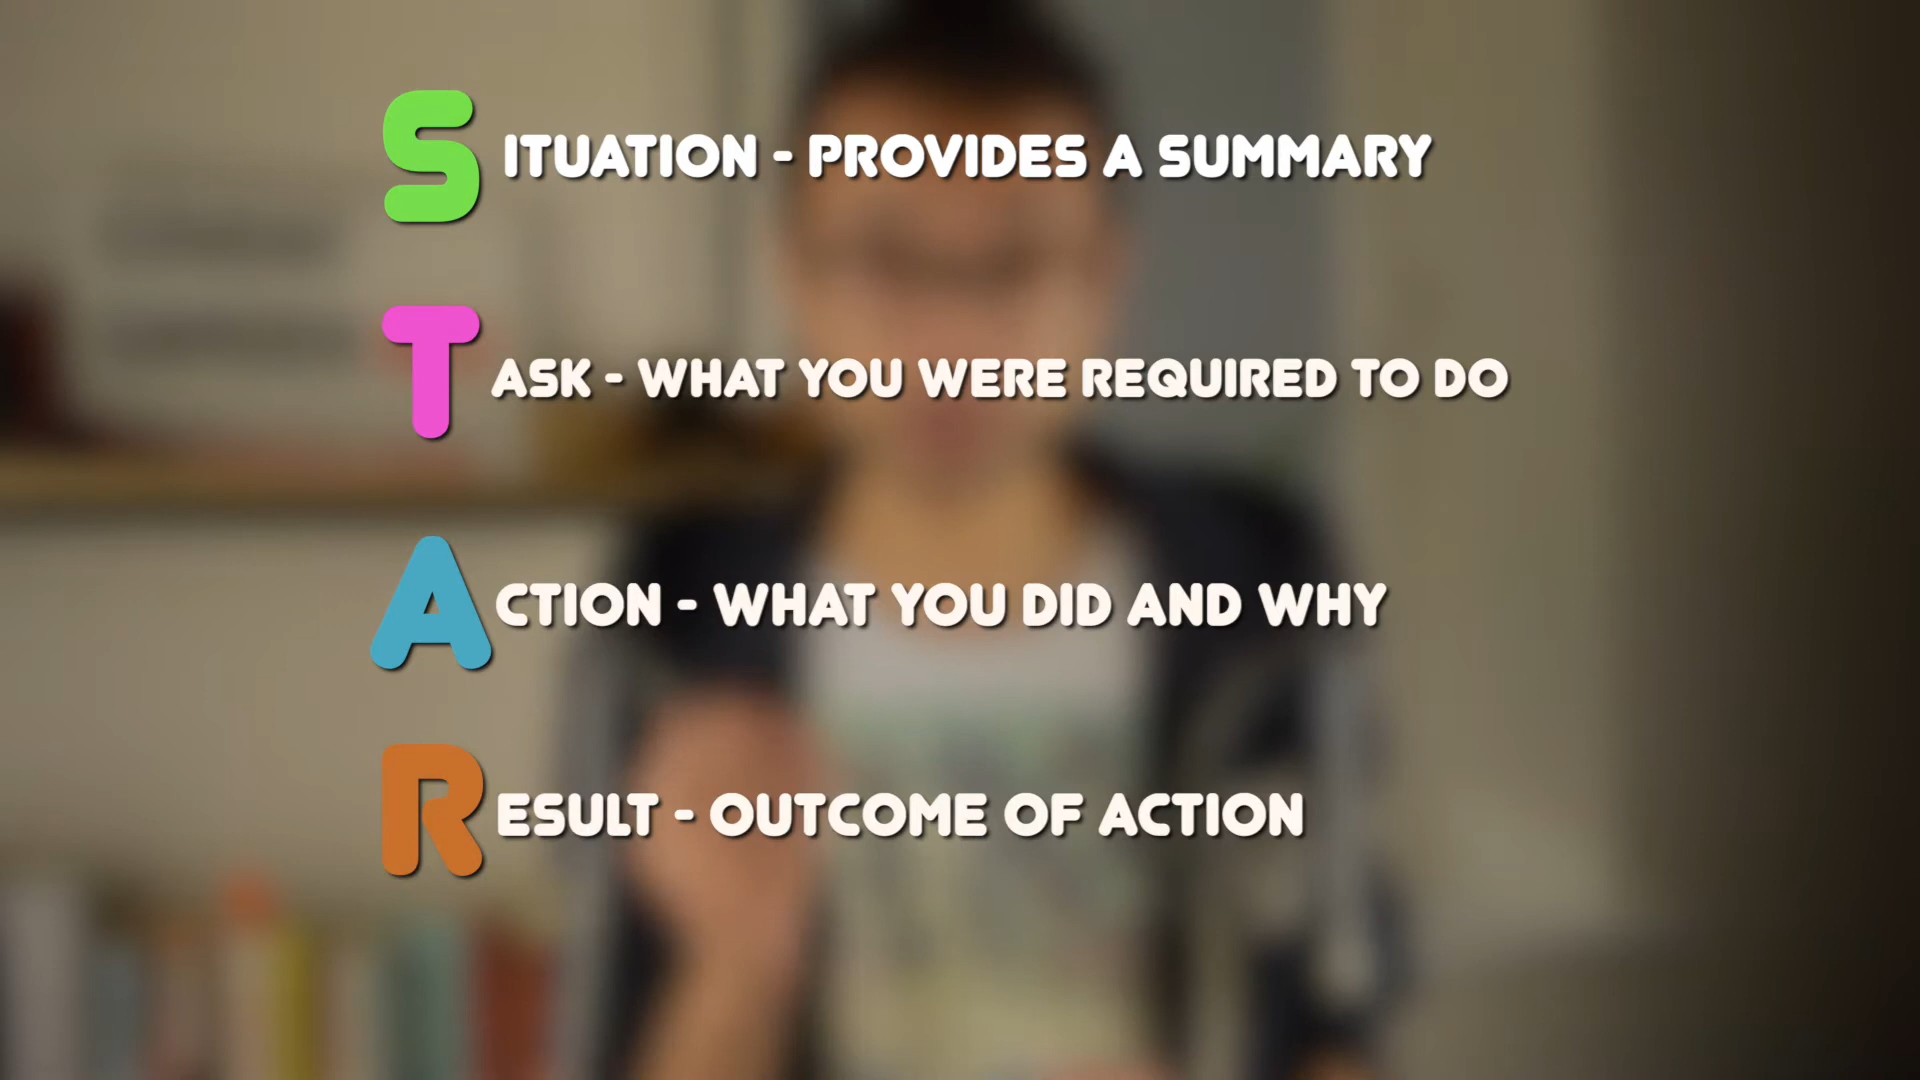 SITUATION - PROVIDES A SUMMARY
TASK - WHAT YOU WERE REQUIRED TO DO
ACTION - WHAT YOU DID AND WHY
RESULT - OUTCOME OF ACTION